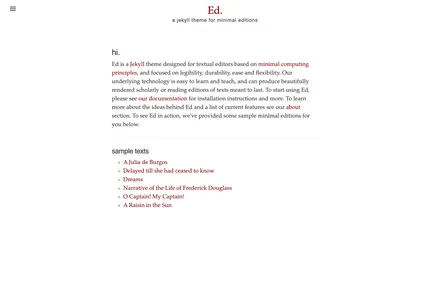 Ed.
a jekyll theme for minimal editions
hi.
Ed is a Jekyll theme designed for textual editors based on minimal computing
principles, and focused on legibility, durability, ease and flexibility. Our
underlying technology is easy to learn and teach, and can produce beautifully
rendered scholarly or reading editions of texts meant to last. To start using Ed,
please see our documentation for installation instructions and more. To learn
more about the ideas behind Ed and a list of current features see our about
section. To see Ed in action, we've provided some sample minimal editions for
you below.
sample texts
A Julia de Burgos
Delayed till she had ceased to know
Dreams
Narrative of the Life of Frederick Douglass
O Captain! My Captain!
A Raisin in the Sun